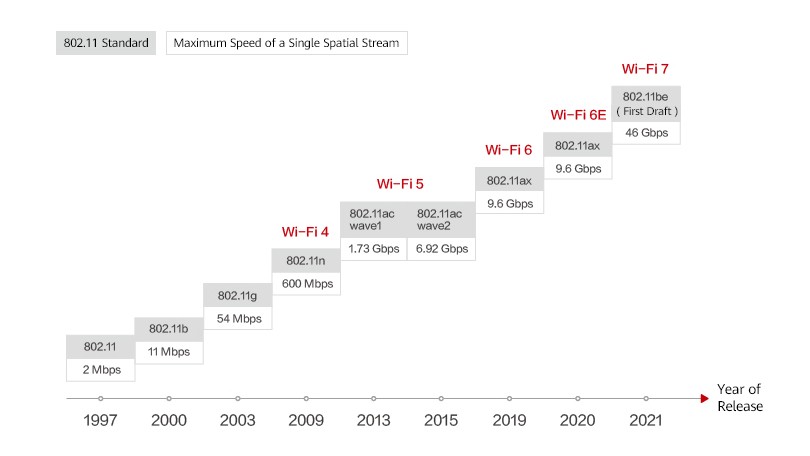 802.11 Standard
Maximum Speed of a Single Spatial Stream
Wi-Fi 7
802.11be
( First Draft )
46 Gbps
Wi-Fi 6E
802.11ax
9.6 Gbps
Wi-Fi 6
802.11ax
9.6 Gbps
Wi-Fi 5
802.11ac
wave1
1.73 Gbps
802.11ac
wave2
6.92 Gbps
Wi-Fi 4
802.11n
600 Mbps
802.11g
54 Mbps
802.11b
11 Mbps
802.11
2 Mbps
Year of
Release
1997 2000 2003 2009 2013 2015 2019 2020 2021